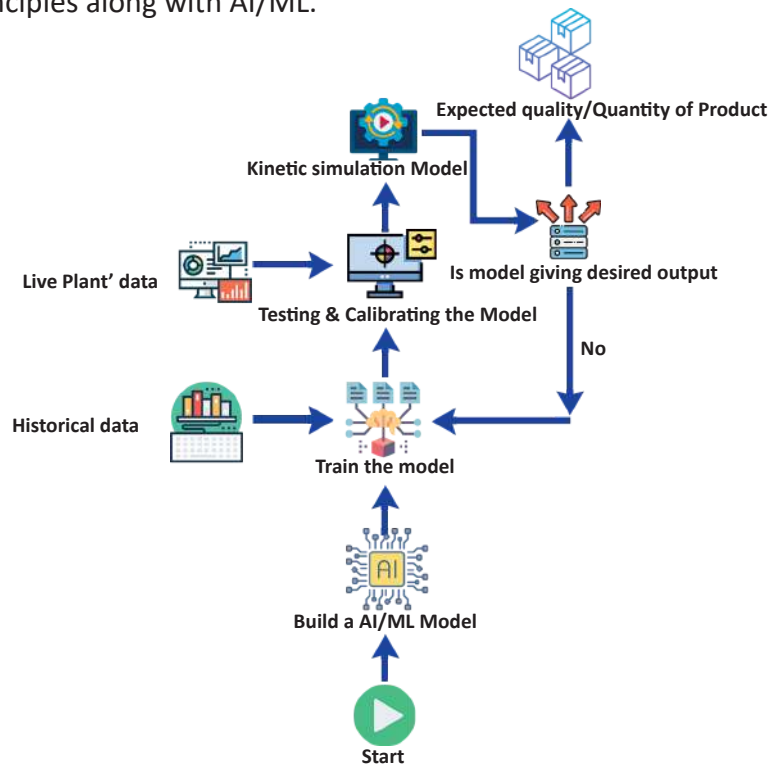 nciples along with AI/ML.
Expected quality/Quantity of Product
Kinetic simulation Model
Is model giving desired output
Live Plant’ data
Testing & Calibrating the Model
No
Historical data
Train the model
AI
Build a AI/ML Model
Start